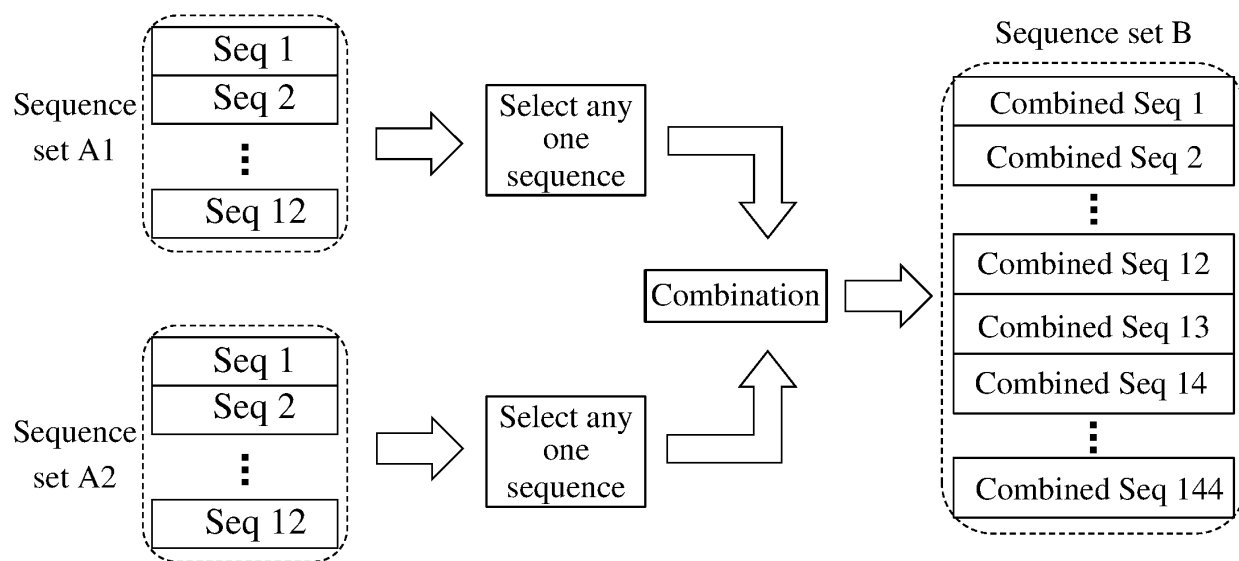 Sequence
set A1
Seq 1
Seq 2
Seq 12
Select any
one
sequence
Sequence
set A2
Seq 1
Seq 2
Seq 12
Select any
one
sequence
Combination
Sequence set B
Combined Seq 1
Combined Seq 2
Combined Seq 12
Combined Seq 13
Combined Seq 14
Combined Seq 144